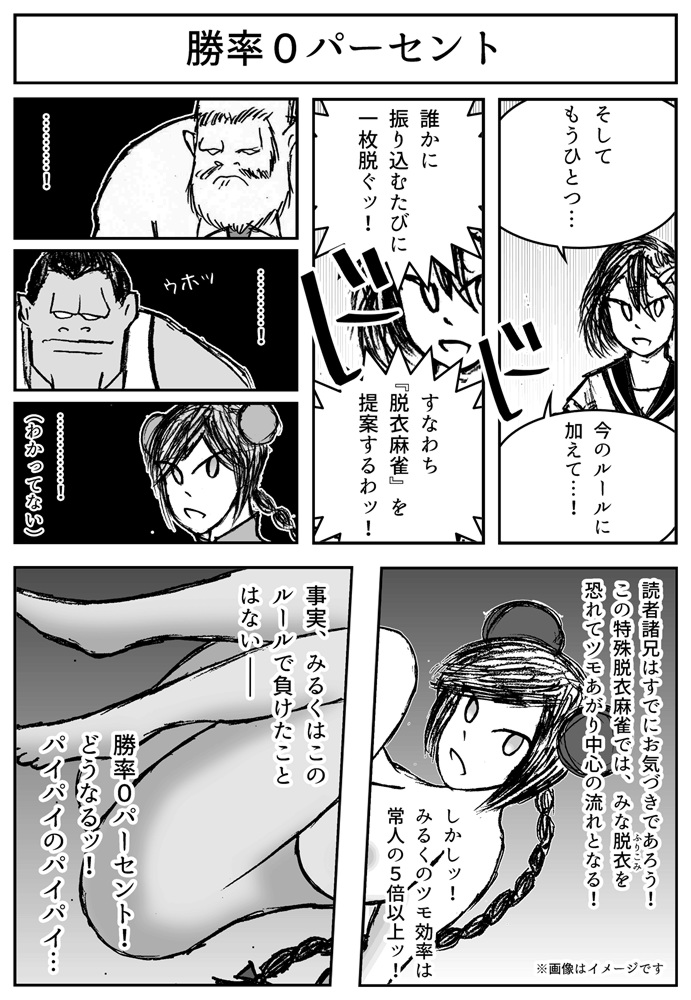 勝率０パーセント
そして
もうひとつ…
今のルールに
加えて…！
ド
ド
誰かに
振り込むたびに
一枚脱ぐッ！
すなわち
『脱衣麻雀』を
提案するわッ！
…………！
…………！
ウホッ
…………！
（わかってない）
読者諸兄はすでにお気づきであろう！
この特殊脱衣麻雀では、みな脱衣を
ふりこみ
恐れてツモあがり中心の流れとなる！
しかしッ！
みるくのツモ効率は
常人の５倍以上ッ！
※画像はイメージです
事実、みるくはこの
ルールで負けたこと
はない――
勝率０パーセント！
どうなるッ！
パイパイのパイパイ…